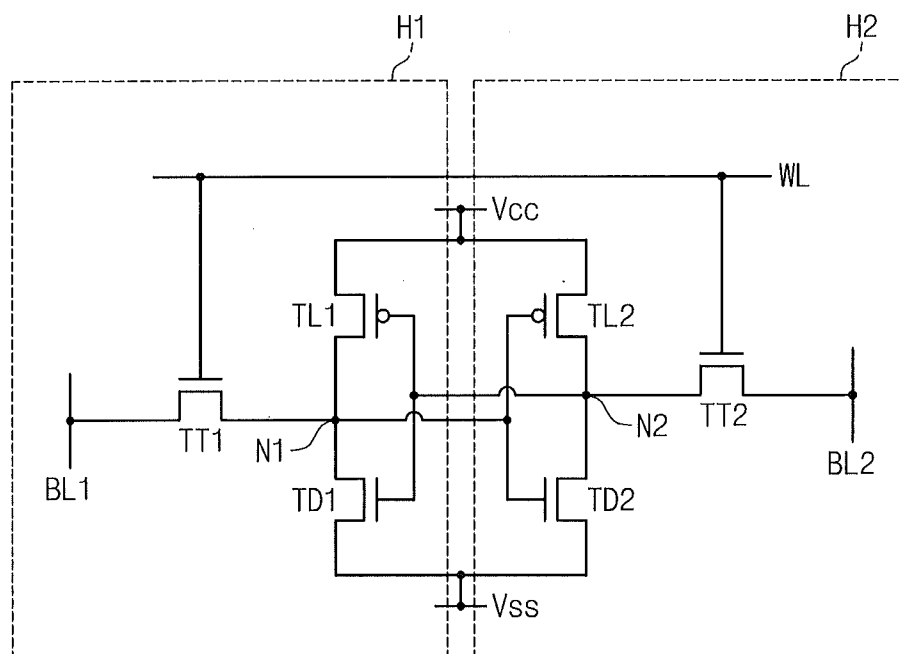 H1
H2
WL
Vcc
TL1
TL2
TT1
N1
N2
TT2
BL1
TD1
TD2
BL2
Vss